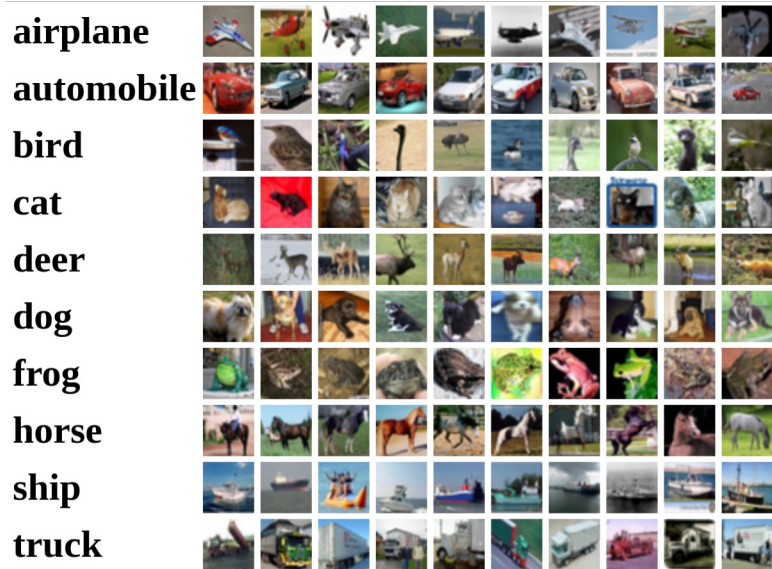 airplane
automobile
bird
cat
deer
dog
frog
horse
ship
truck